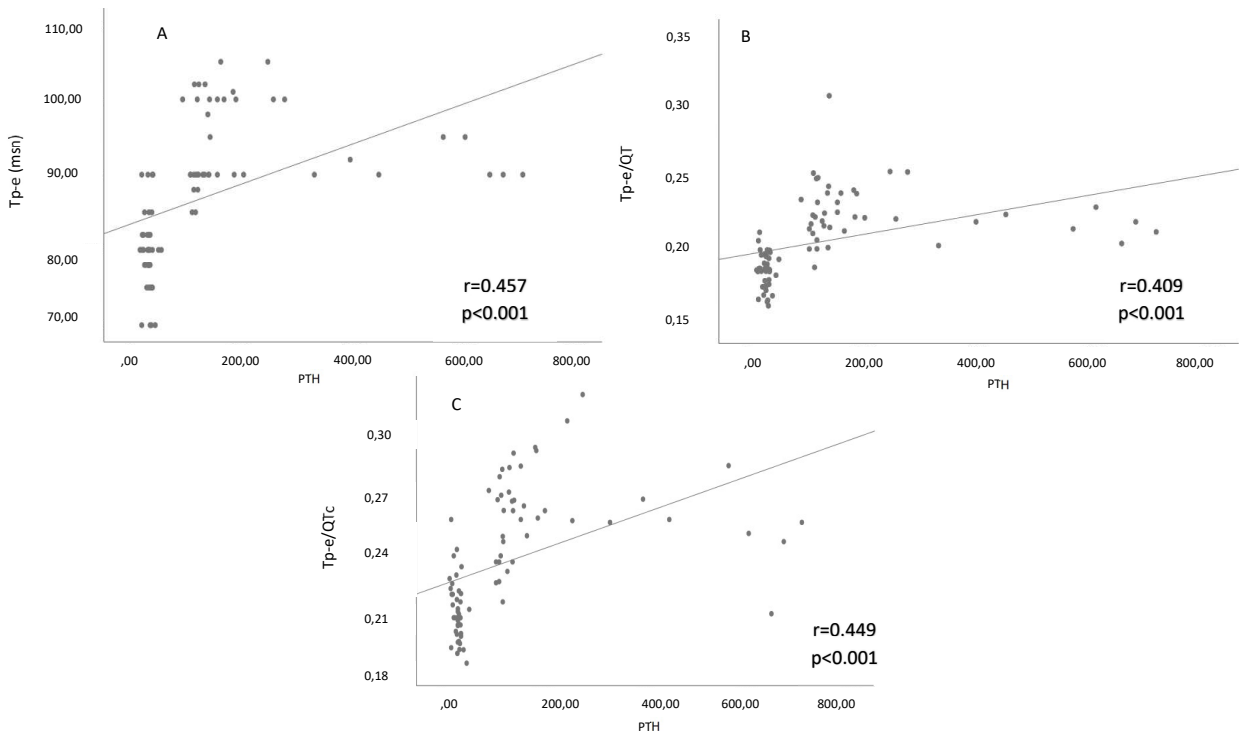 A
110,00
100,00
90,00
80,00
70,00
Tp-e (msn)
r=0.457
p<0.001
,00
200,00
400,00
600,00
800,00
PTH
B
0,35
0,30
0,25
0,20
0,15
Tp-e/QT
r=0.409
p<0.001
,00
200,00
400,00
600,00
800,00
PTH
C
0,30
0,27
0,24
0,21
0,18
Tp-e/QTc
r=0.449
p<0.001
,00
200,00
400,00
600,00
800,00
PTH